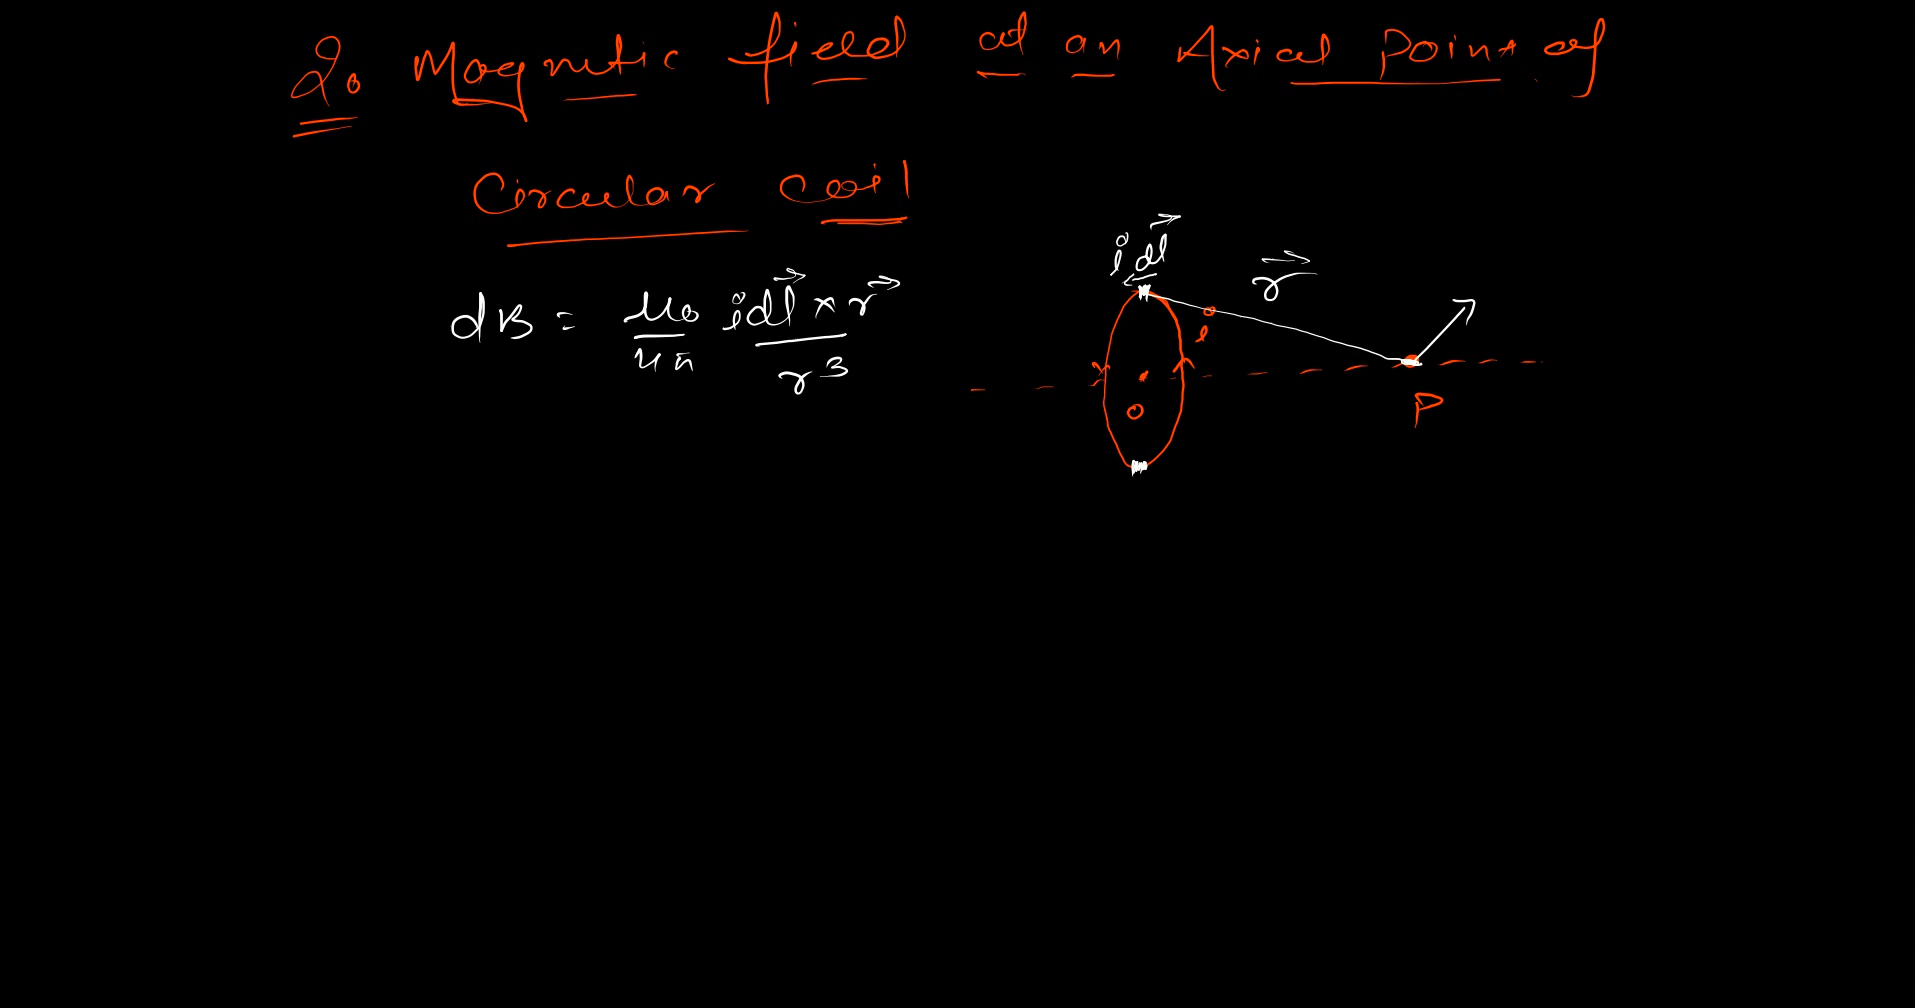 2. Magnetic field at an Axial Point of
Circular coil
dB = μ₀/4π i dl⃗ × r⃗ / r³
i dl⃗
r⃗
i
O
P